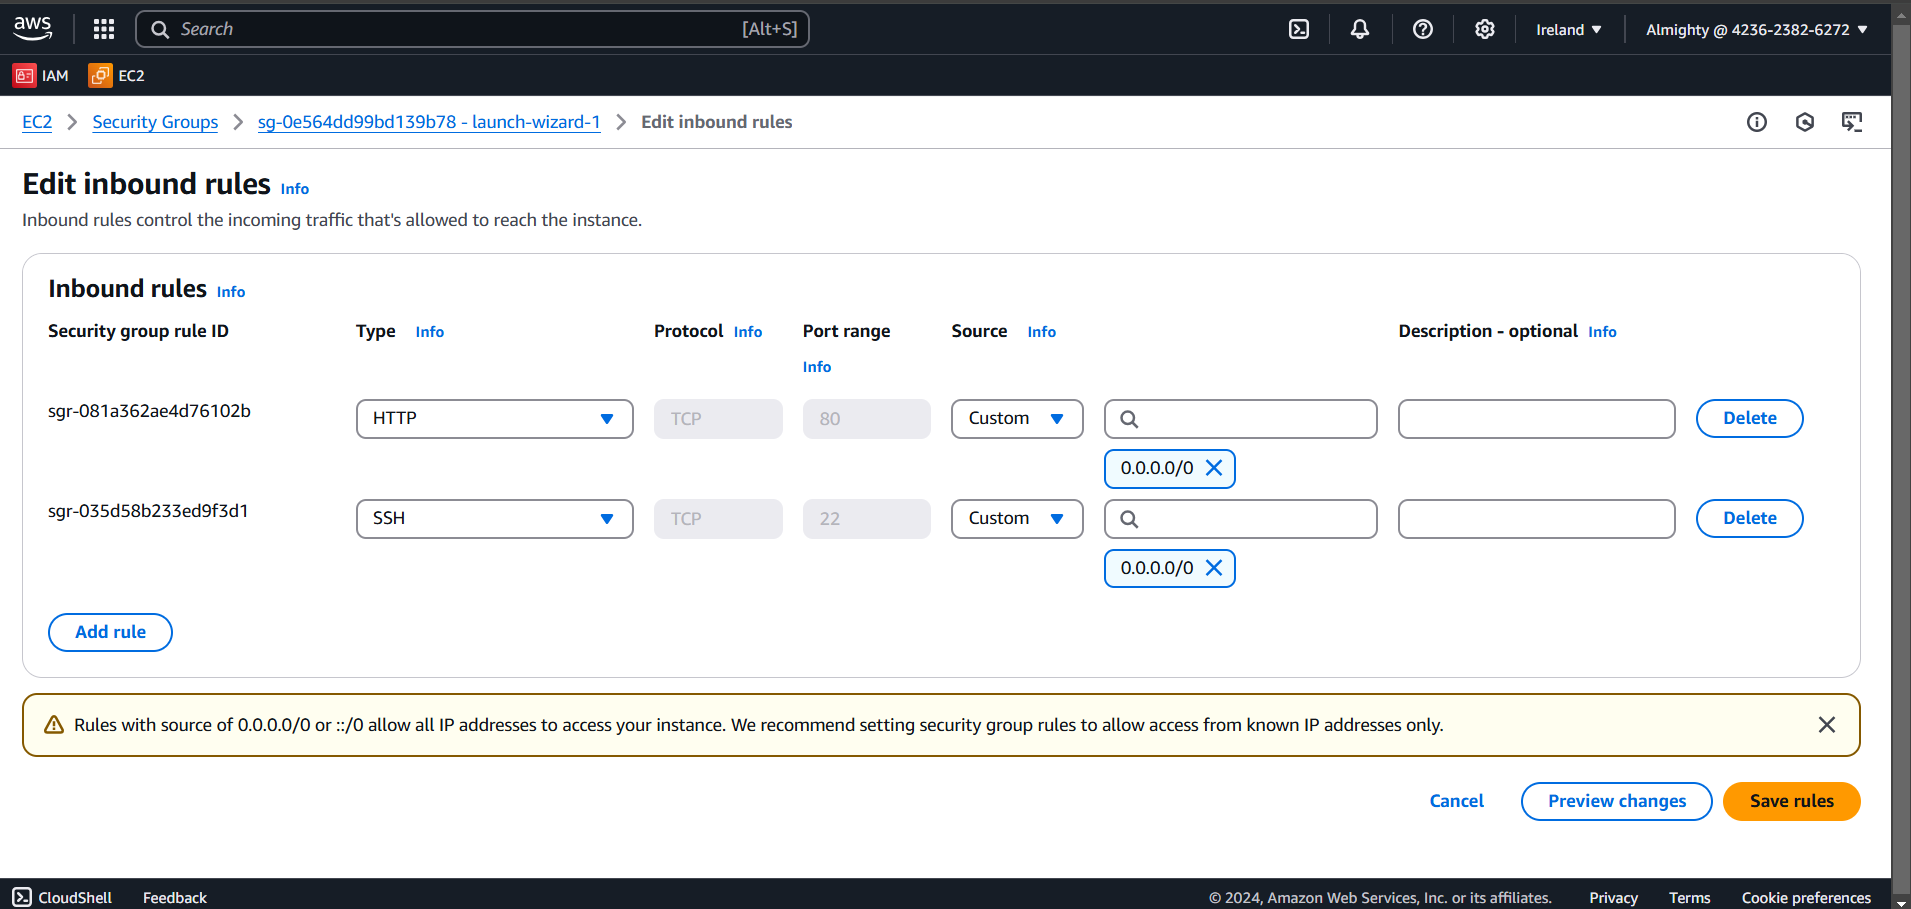 aws Search [Alt+S] Ireland Almighty @ 4236-2382-6272
IAM EC2
EC2 Security Groups sg-0e564dd99bd139b78 - launch-wizard-1 Edit inbound rules
Edit inbound rules Info
Inbound rules control the incoming traffic that's allowed to reach the instance.
Inbound rules Info
Security group rule ID Type Info Protocol Info Port range Source Info Description - optional Info
Info
sgr-081a362ae4d76102b HTTP TCP 80 Custom Delete
0.0.0.0/0
sgr-035d58b233ed9f3d1 SSH TCP 22 Custom Delete
0.0.0.0/0
Add rule
Rules with source of 0.0.0.0/0 or ::/0 allow all IP addresses to access your instance. We recommend setting security group rules to allow access from known IP addresses only.
Cancel Preview changes Save rules
CloudShell Feedback © 2024, Amazon Web Services, Inc. or its affiliates. Privacy Terms Cookie preferences